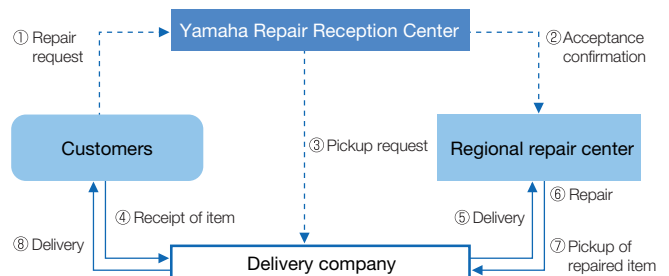 ① Repair
request
Yamaha Repair Reception Center
② Acceptance
confirmation
Customers
③ Pickup request
Regional repair center
④ Receipt of item
⑤ Delivery
⑥ Repair
⑧ Delivery
⑦ Pickup of
repaired item
Delivery company